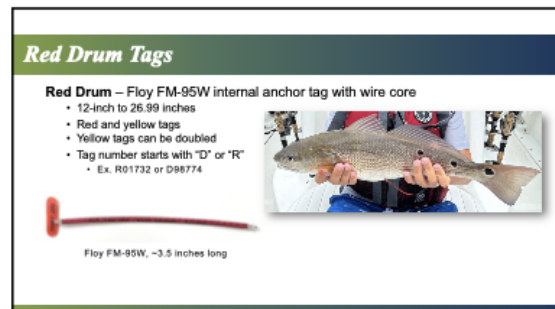 Red Drum Tags
Red Drum – Floy FM-95W internal anchor tag with wire core
• 12-inch to 26.99 inches
• Red and yellow tags
• Yellow tags can be doubled
• Tag number starts with “D” or “R”
• Ex. R01732 or D98774
Floy FM-95W, ~3.5 inches long